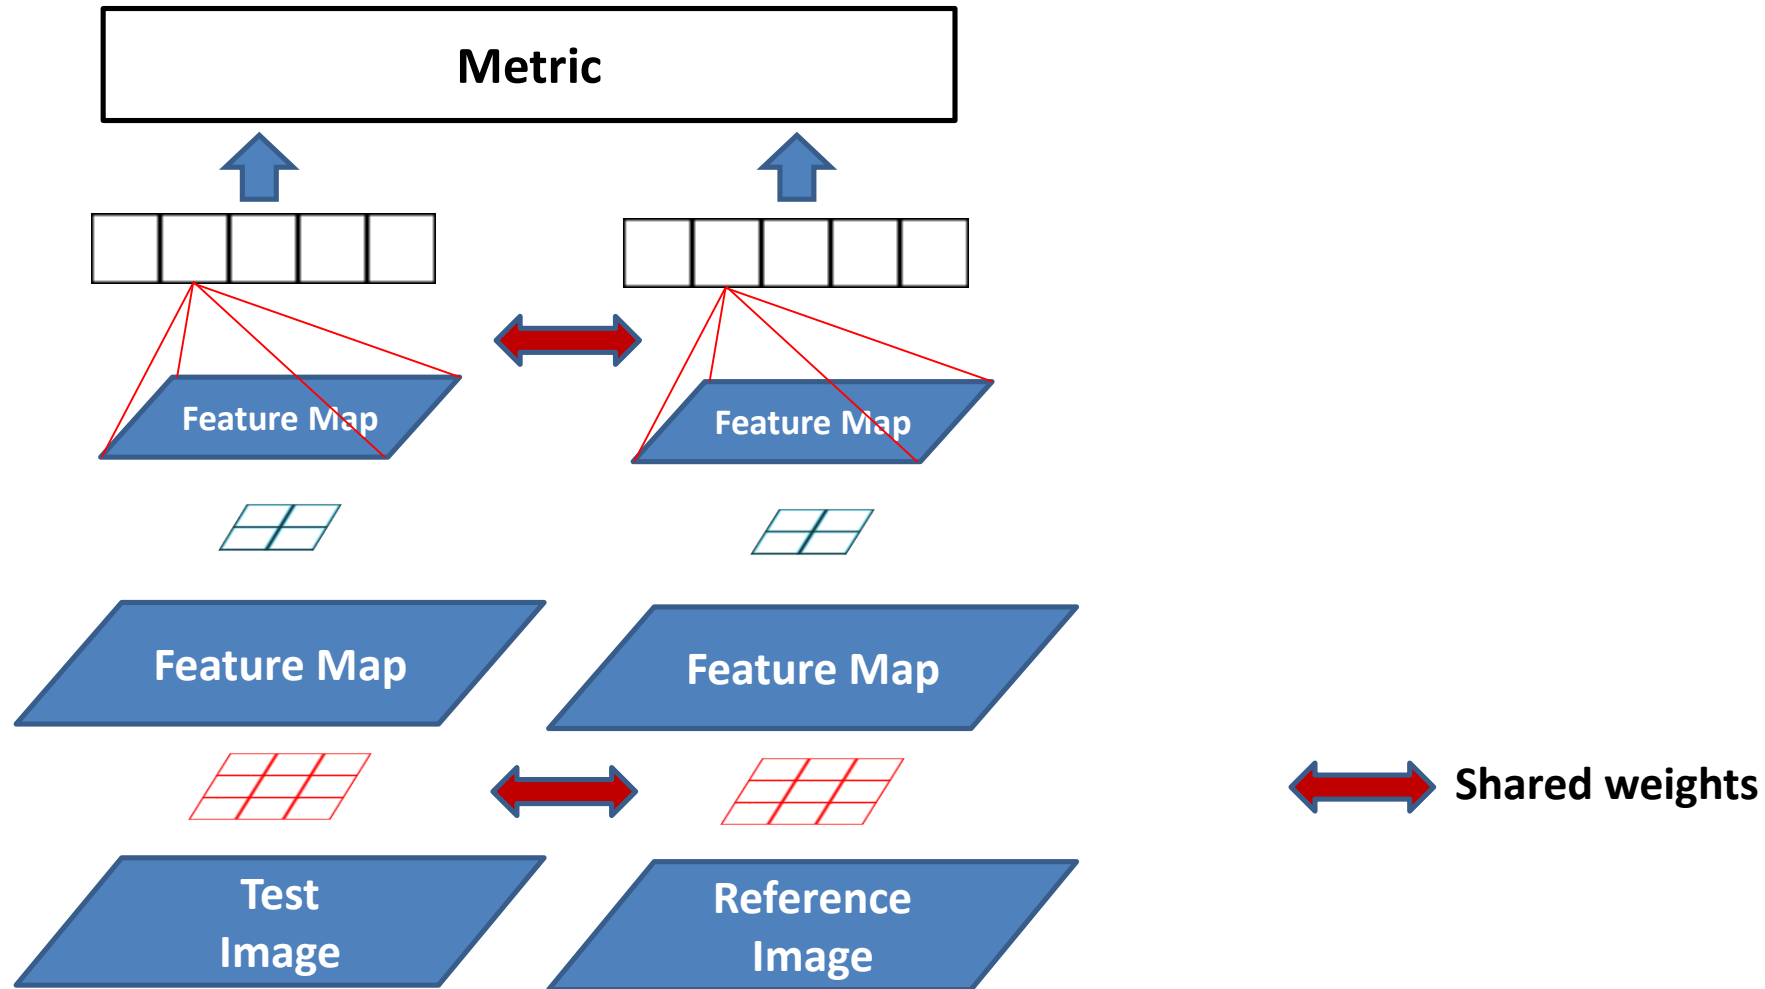 Metric
Feature Map
Feature Map
Feature Map
Feature Map
Shared weights
Test
Image
Reference
Image